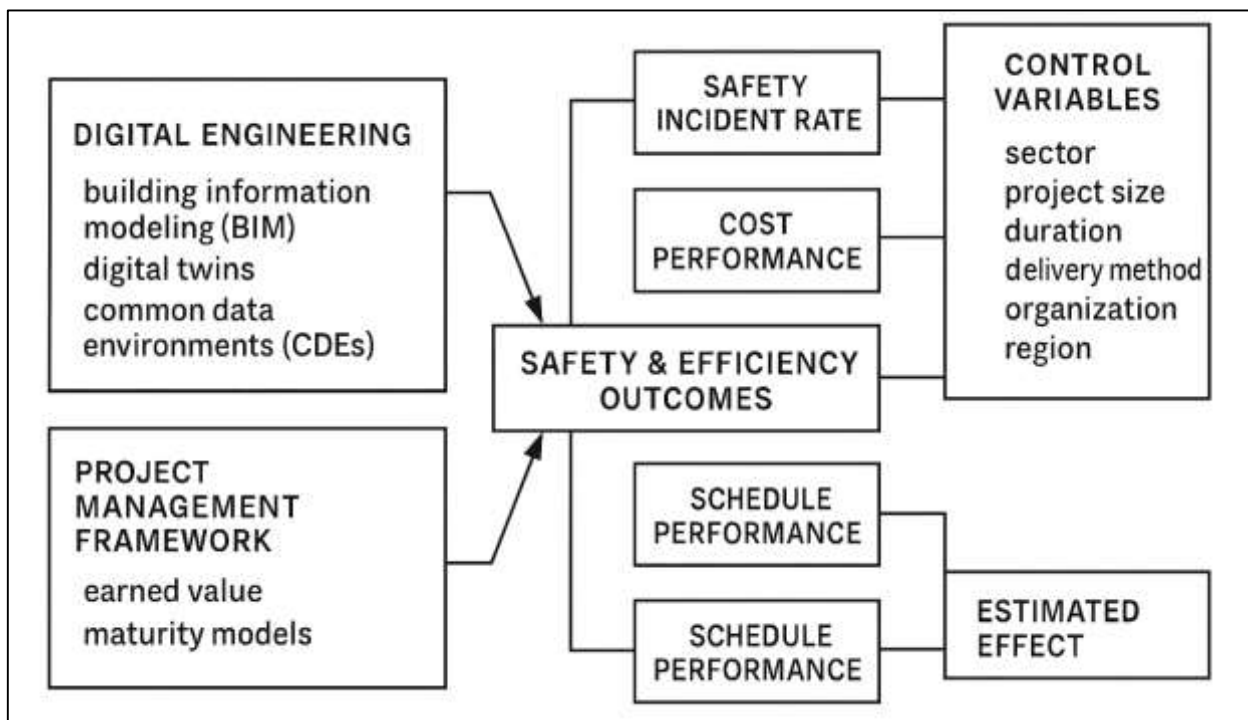 DIGITAL ENGINEERING
building information
modeling (BIM)
digital twins
common data
environments (CDEs)
PROJECT
MANAGEMENT
FRAMEWORK
earned value
maturity models
SAFETY & EFFICIENCY
OUTCOMES
SAFETY
INCIDENT RATE
COST
PERFORMANCE
SCHEDULE
PERFORMANCE
SCHEDULE
PERFORMANCE
CONTROL
VARIABLES
sector
project size
duration
delivery method
organization
region
ESTIMATED
EFFECT